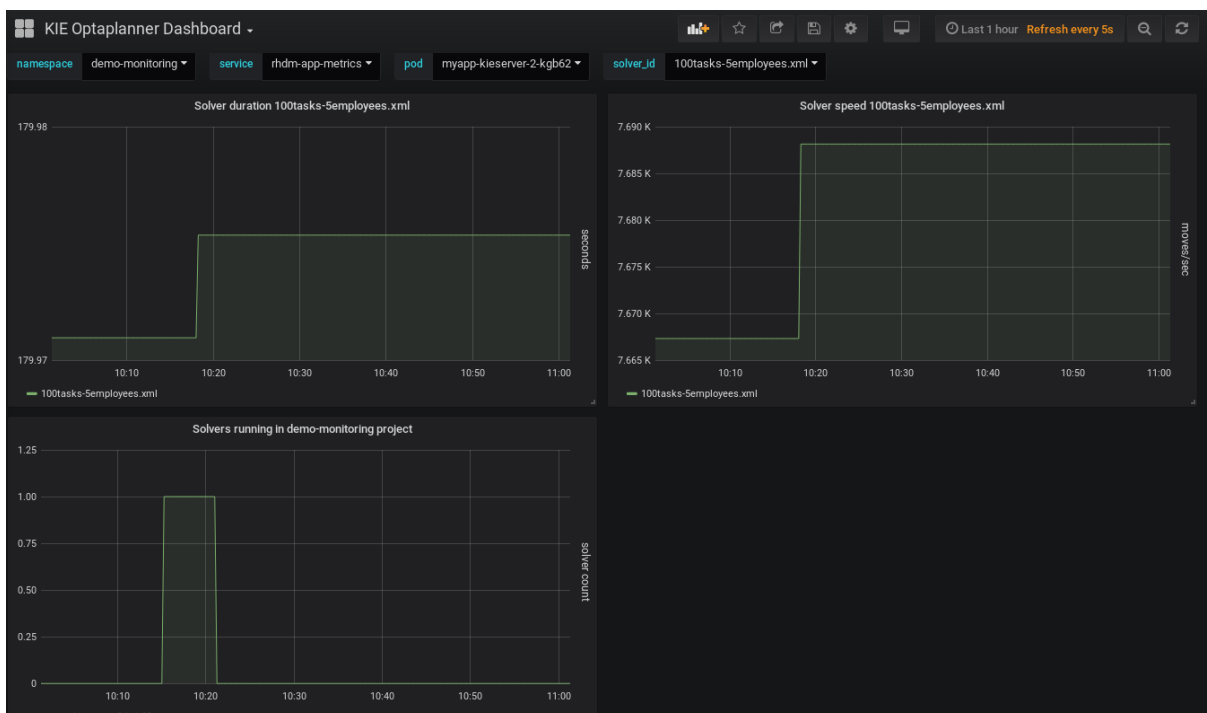 KIE Optaplanner Dashboard
Last 1 hour Refresh every 5s
namespace demo-monitoring service rhdm-app-metrics pod myapp-kieserver-2-kgb62 solver_id 100tasks-5employees.xml
Solver duration 100tasks-5employees.xml
179.98
179.97
seconds
10:10 10:20 10:30 10:40 10:50 11:00
100tasks-5employees.xml
Solver speed 100tasks-5employees.xml
7.690 K
7.685 K
7.680 K
7.675 K
7.670 K
7.665 K
moves/sec
10:10 10:20 10:30 10:40 10:50 11:00
100tasks-5employees.xml
Solvers running in demo-monitoring project
1.25
1.00
0.75
0.50
0.25
0
solver count
10:10 10:20 10:30 10:40 10:50 11:00